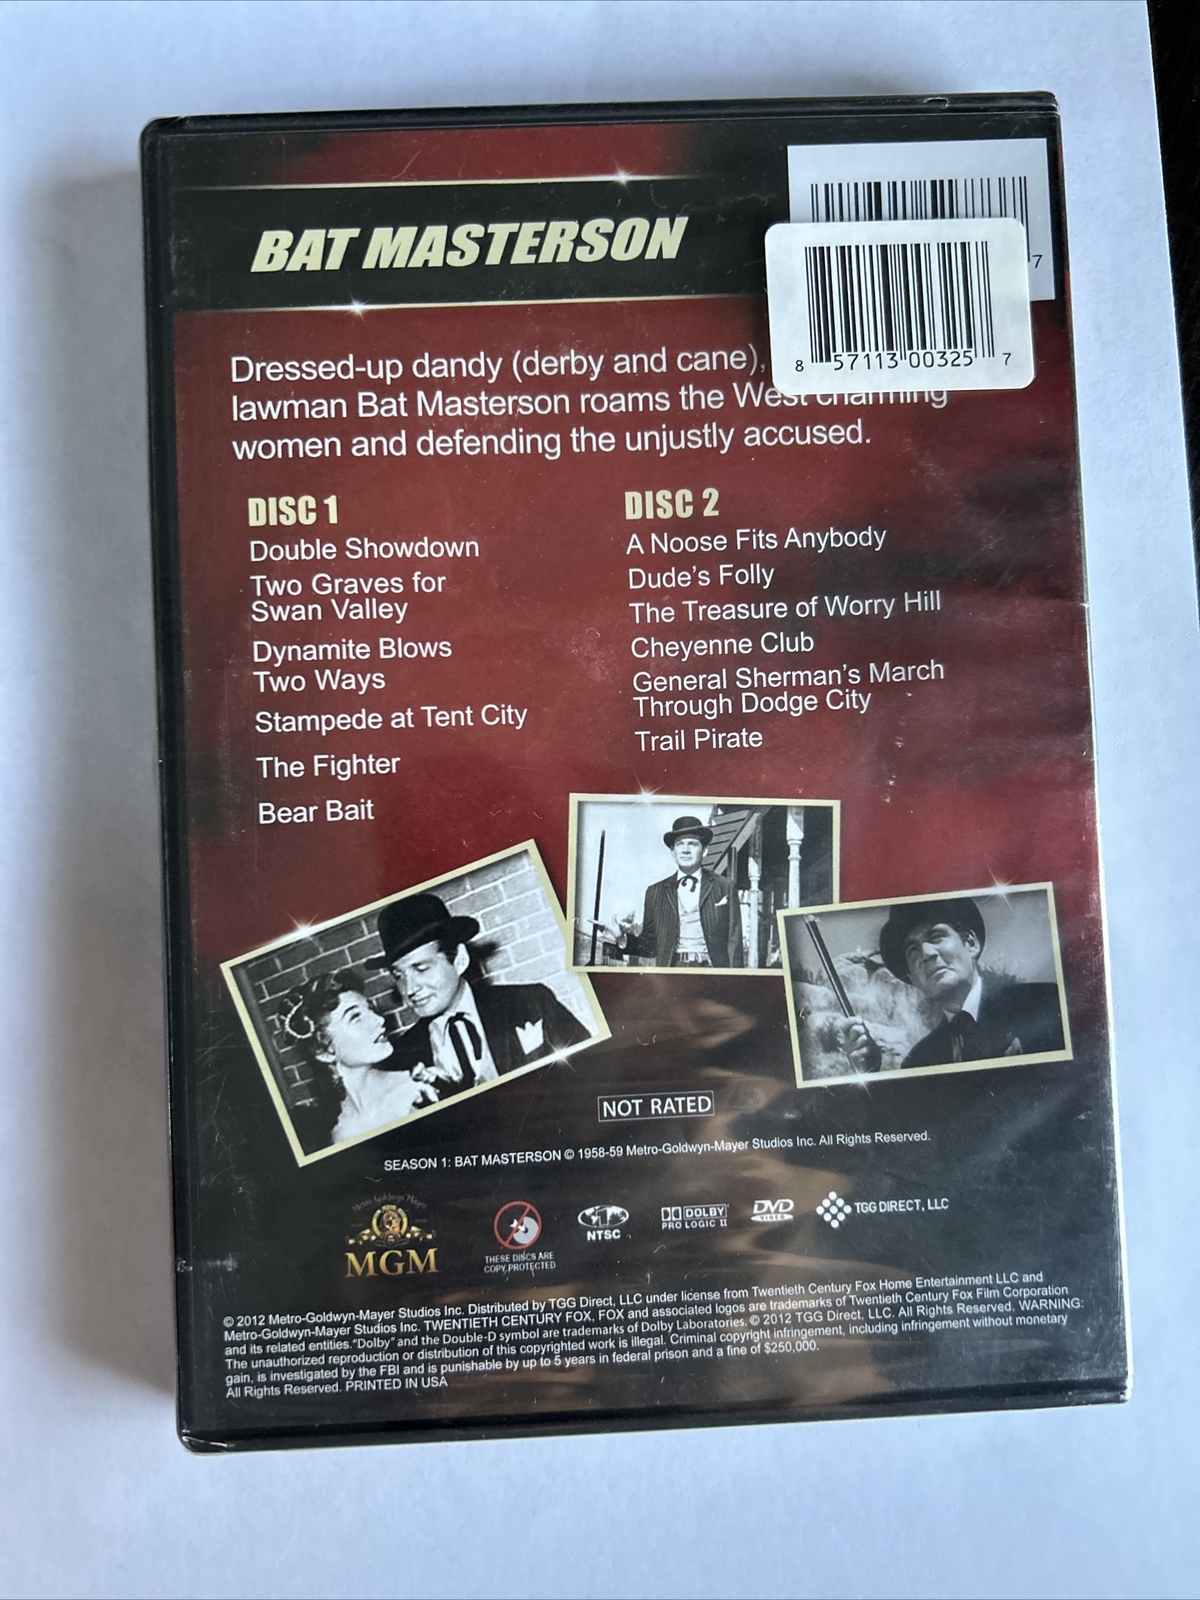 BAT MASTERSON
7
8 57113 00325 7
Dressed-up dandy (derby and cane),
lawman Bat Masterson roams the West charming
women and defending the unjustly accused.
DISC 1
Double Showdown
Two Graves for
Swan Valley
Dynamite Blows
Two Ways
Stampede at Tent City
The Fighter
Bear Bait
DISC 2
A Noose Fits Anybody
Dude's Folly
The Treasure of Worry Hill
Cheyenne Club
General Sherman's March
Through Dodge City
Trail Pirate
NOT RATED
SEASON 1: BAT MASTERSON © 1958-59 Metro-Goldwyn-Mayer Studios Inc. All Rights Reserved.
Metro Goldwyn Mayer
MGM
THESE DISCS ARE
COPY PROTECTED
NTSC
DOLBY
PRO LOGIC II
DVD
VIDEO
TGG DIRECT, LLC
© 2012 Metro-Goldwyn-Mayer Studios Inc. Distributed by TGG Direct, LLC under license from Twentieth Century Fox Home Entertainment LLC and
Metro-Goldwyn-Mayer Studios Inc. TWENTIETH CENTURY FOX, FOX and associated logos are trademarks of Twentieth Century Fox Film Corporation
and its related entities. "Dolby" and the Double-D symbol are trademarks of Dolby Laboratories. © 2012 TGG Direct, LLC. All Rights Reserved. WARNING:
The unauthorized reproduction or distribution of this copyrighted work is illegal. Criminal copyright infringement, including infringement without monetary
gain, is investigated by the FBI and is punishable by up to 5 years in federal prison and a fine of $250,000.
All Rights Reserved. PRINTED IN USA